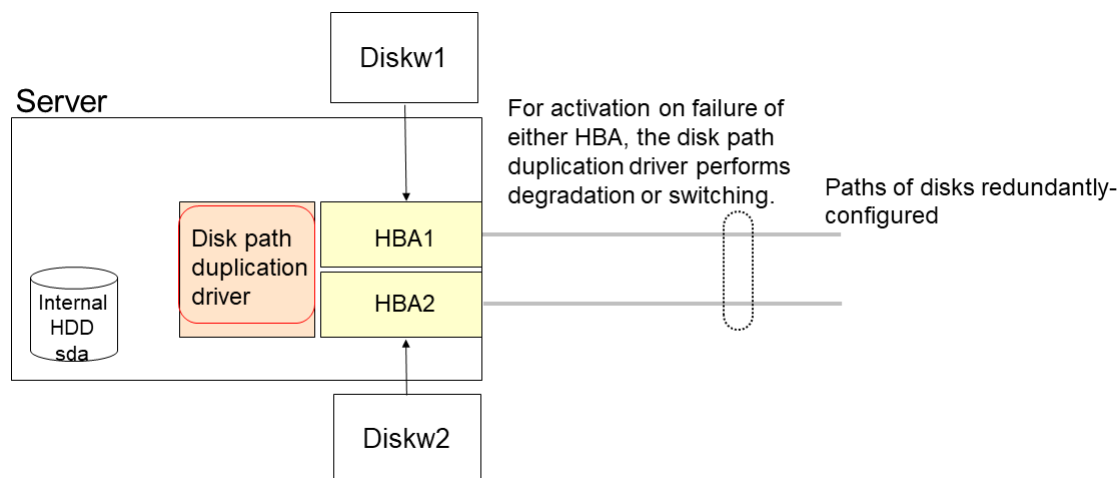 Diskw1
Server
For activation on failure of
either HBA, the disk path
duplication driver performs
degradation or switching.
Paths of disks redundantly-
configured
Disk path
duplication
driver
HBA1
HBA2
Internal
HDD
sda
Diskw2